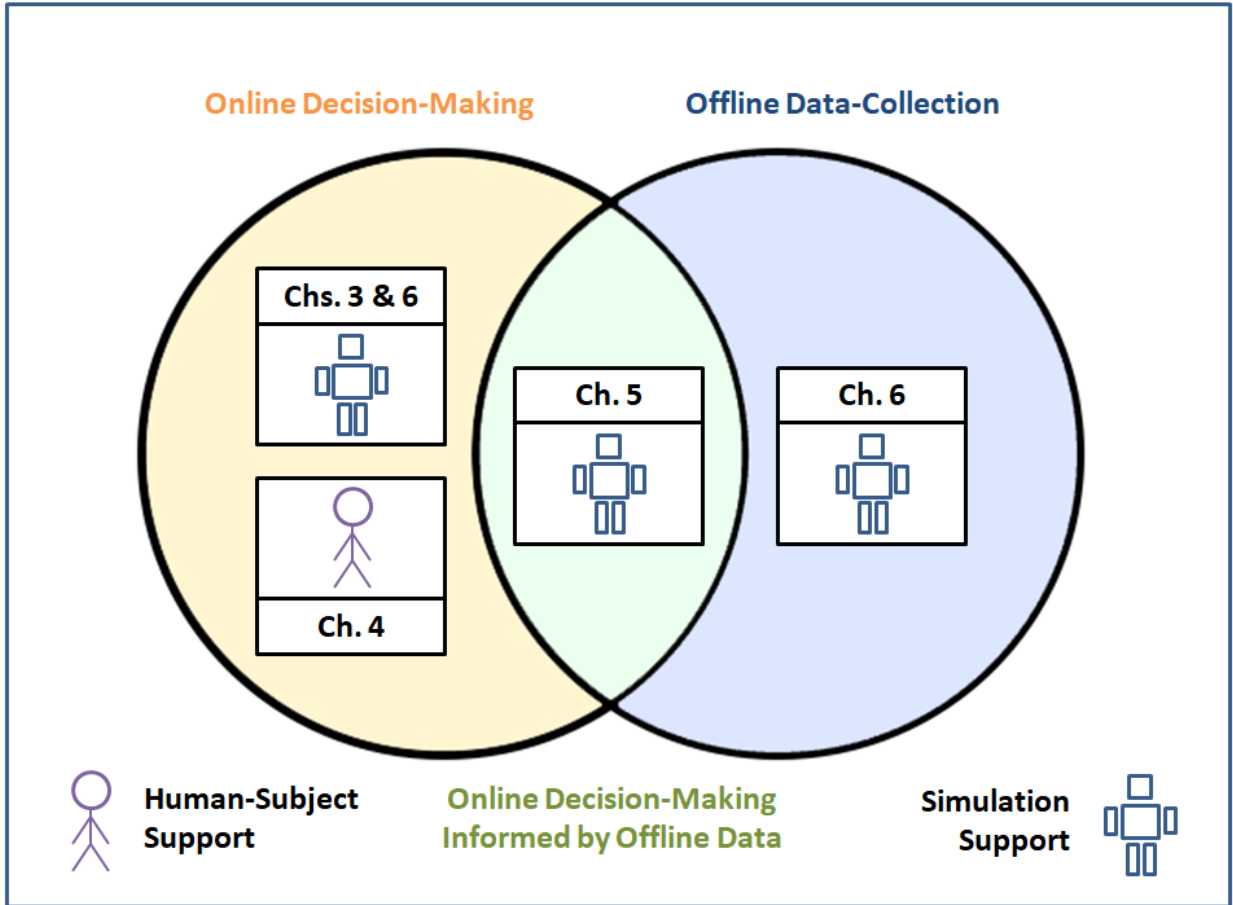 Online Decision-Making
Offline Data-Collection
Chs. 3 & 6
Ch. 5
Ch. 6
Ch. 4
Human-Subject
Support
Online Decision-Making
Informed by Offline Data
Simulation
Support